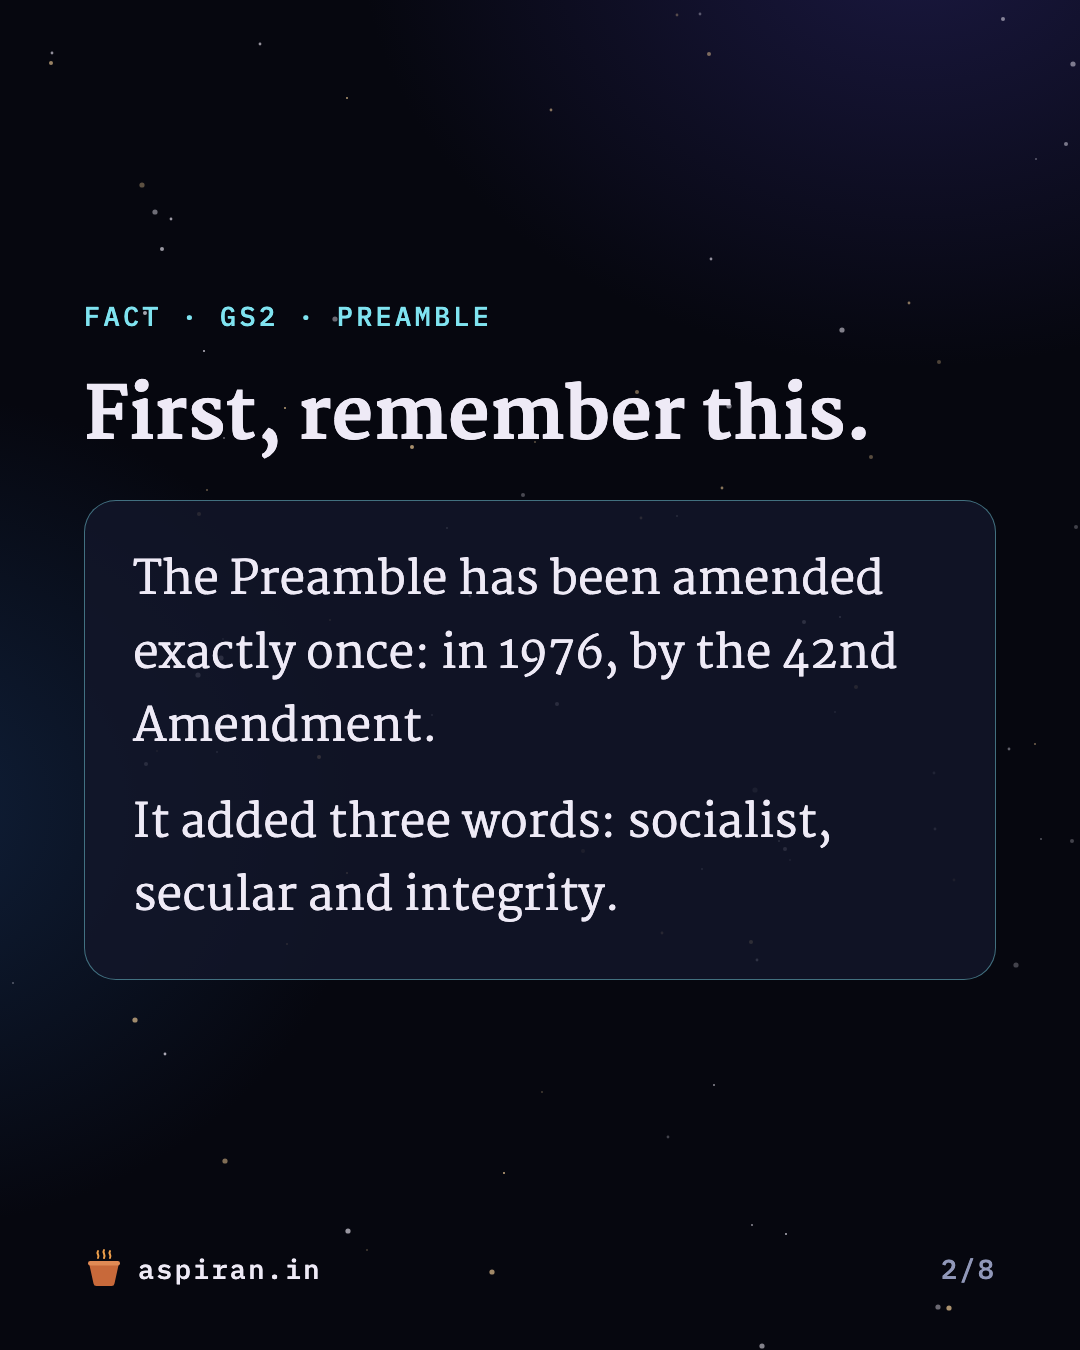 FACT · GS2 · PREAMBLE
First, remember this.
The Preamble has been amended
exactly once: in 1976, by the 42nd
Amendment.
It added three words: socialist,
secular and integrity.
aspiran.in
2/8